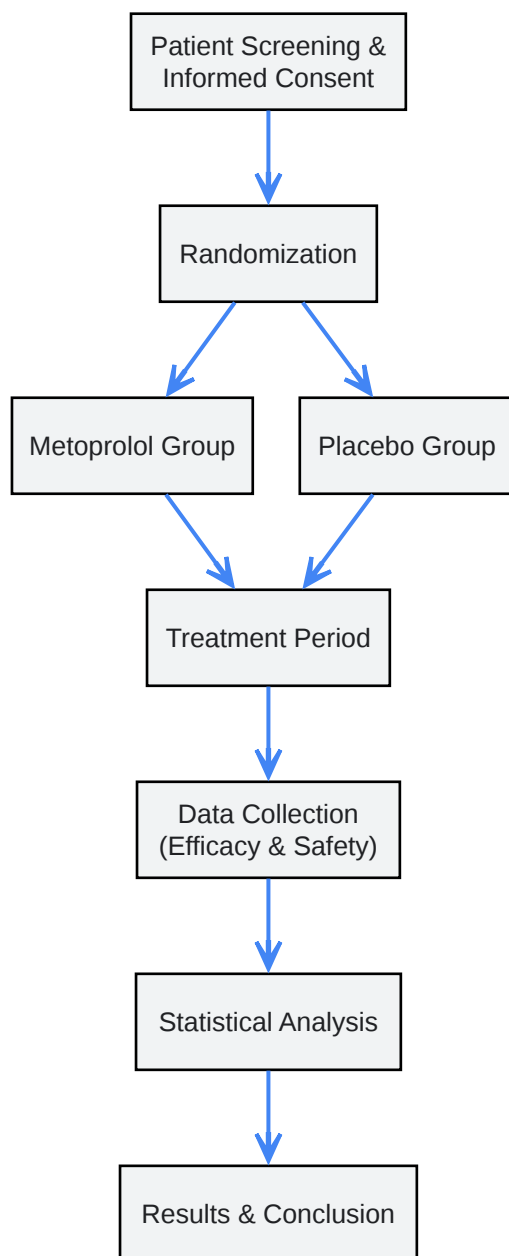 Patient Screening &
Informed Consent
Randomization
Metoprolol Group
Placebo Group
Treatment Period
Data Collection
(Efficacy & Safety)
Statistical Analysis
Results & Conclusion